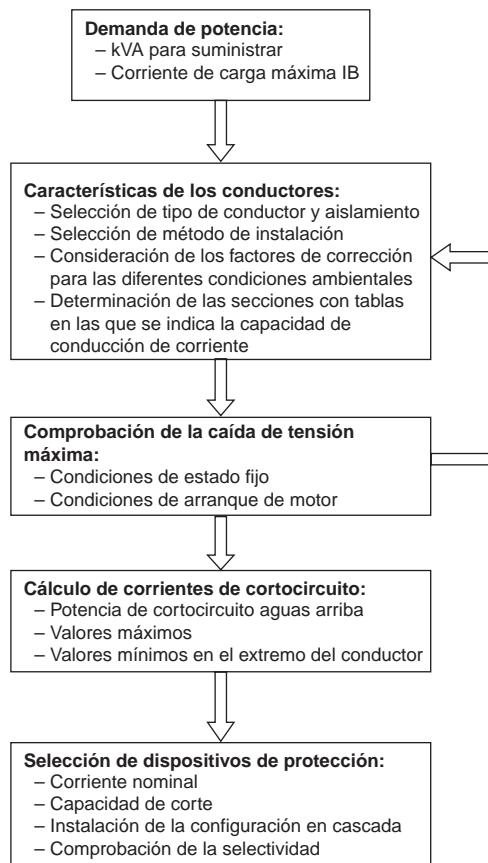 Demanda de potencia:
– kVA para suministrar
– Corriente de carga máxima IB
Características de los conductores:
– Selección de tipo de conductor y aislamiento
– Selección de método de instalación
– Consideración de los factores de corrección
para las diferentes condiciones ambientales
– Determinación de las secciones con tablas
en las que se indica la capacidad de
conducción de corriente
Comprobación de la caída de tensión
máxima:
– Condiciones de estado fijo
– Condiciones de arranque de motor
Cálculo de corrientes de cortocircuito:
– Potencia de cortocircuito aguas arriba
– Valores máximos
– Valores mínimos en el extremo del conductor
Selección de dispositivos de protección:
– Corriente nominal
– Capacidad de corte
– Instalación de la configuración en cascada
– Comprobación de la selectividad